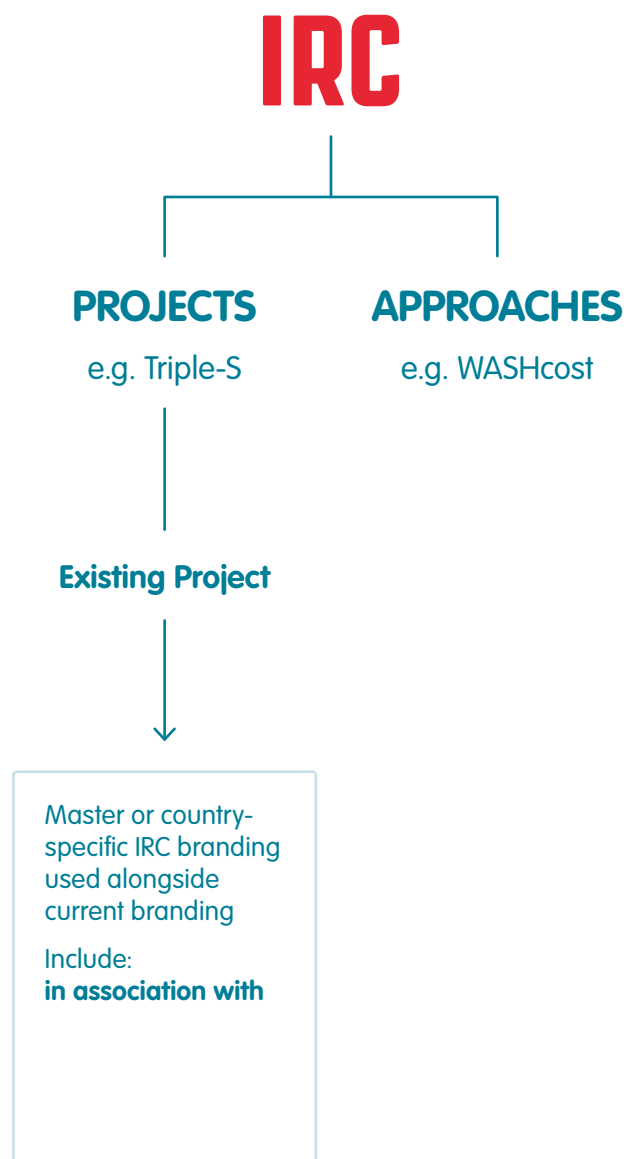 IRC
PROJECTS
APPROACHES
e.g. Triple-S
e.g. WASHcost
Existing Project
Master or country-
specific IRC branding
used alongside
current branding
Include:
in association with